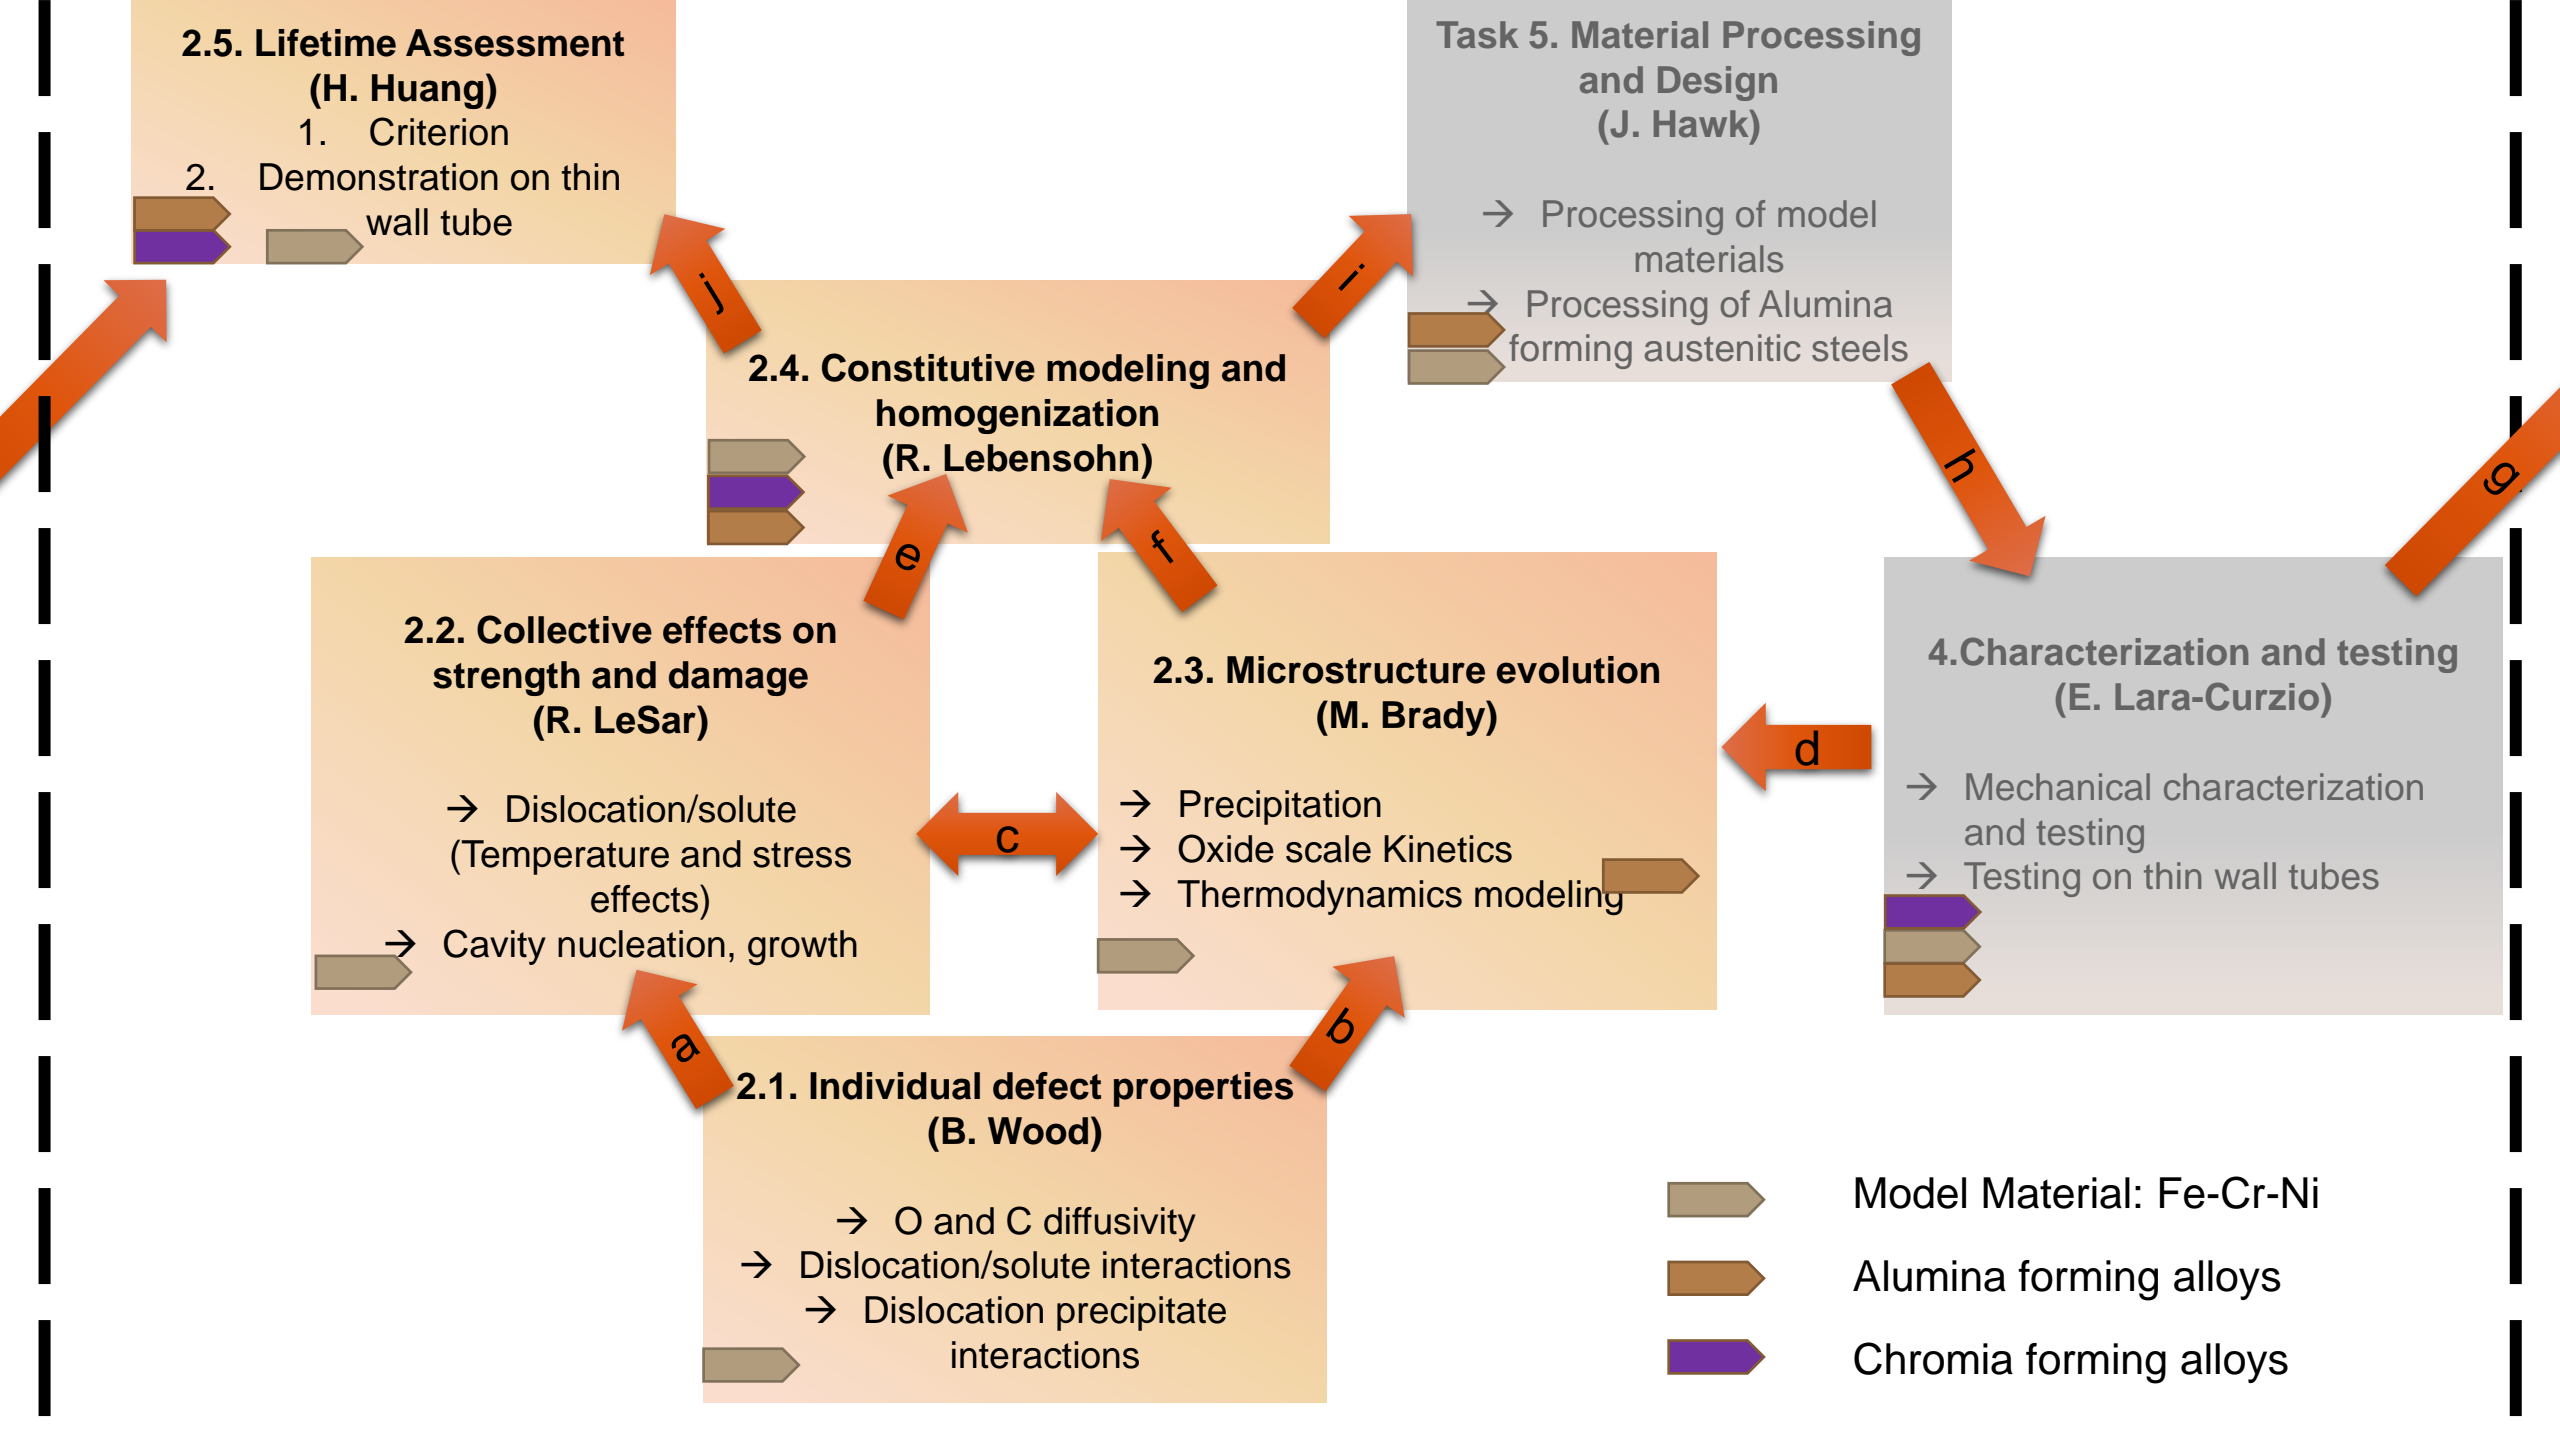 2.5. Lifetime Assessment
(H. Huang)
1. Criterion
2. Demonstration on thin
wall tube
Task 5. Material Processing
and Design
(J. Hawk)
→ Processing of model
materials
→ Processing of Alumina
forming austenitic steels
j
i
2.4. Constitutive modeling and
homogenization
(R. Lebensohn)
h
g
e
f
2.2. Collective effects on
strength and damage
(R. LeSar)
→ Dislocation/solute
(Temperature and stress
effects)
→ Cavity nucleation, growth
c
2.3. Microstructure evolution
(M. Brady)
→ Precipitation
→ Oxide scale Kinetics
→ Thermodynamics modeling
d
4.Characterization and testing
(E. Lara-Curzio)
→ Mechanical characterization
and testing
→ Testing on thin wall tubes
a
b
2.1. Individual defect properties
(B. Wood)
→ O and C diffusivity
→ Dislocation/solute interactions
→ Dislocation precipitate
interactions
Model Material: Fe-Cr-Ni
Alumina forming alloys
Chromia forming alloys